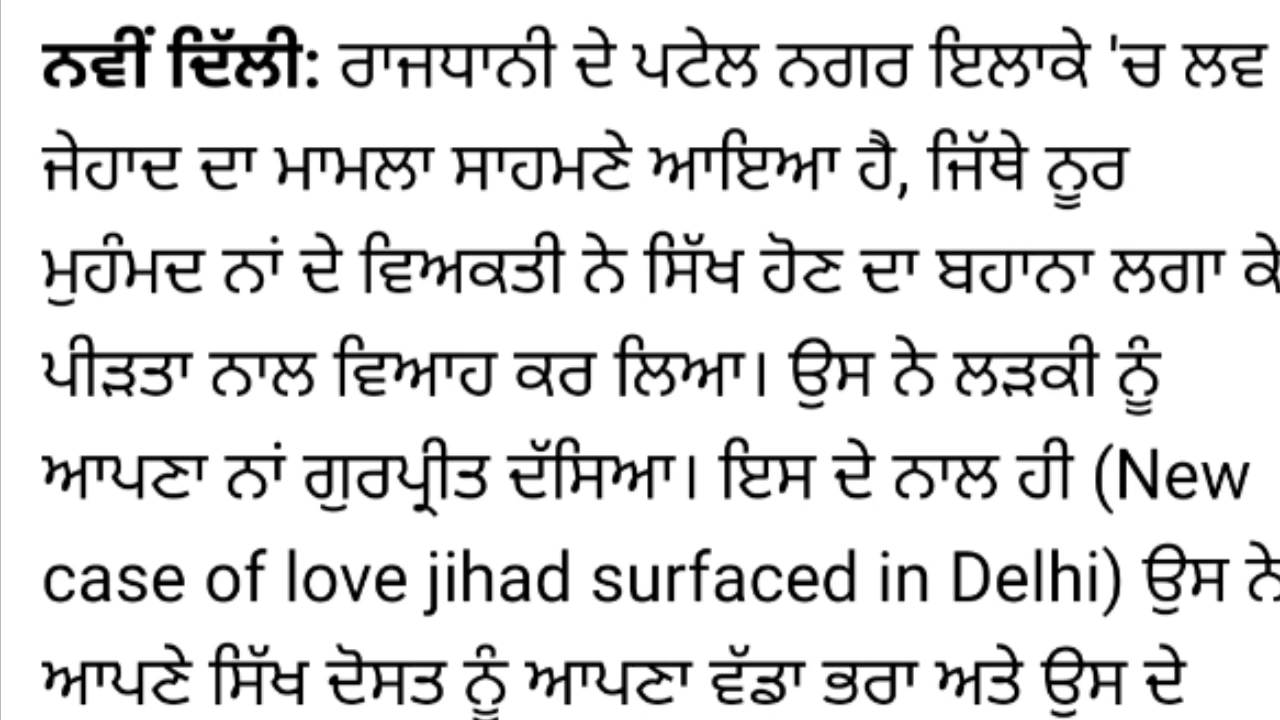 ਨਵੀਂ ਦਿੱਲੀ: ਰਾਜਧਾਨੀ ਦੇ ਪਟੇਲ ਨਗਰ ਇਲਾਕੇ 'ਚ ਲਵ
ਜੇਹਾਦ ਦਾ ਮਾਮਲਾ ਸਾਹਮਣੇ ਆਇਆ ਹੈ, ਜਿੱਥੇ ਨੂਰ
ਮੁਹੰਮਦ ਨਾਂ ਦੇ ਵਿਅਕਤੀ ਨੇ ਸਿੱਖ ਹੋਣ ਦਾ ਬਹਾਨਾ ਲਗਾ ਕੇ
ਪੀੜਤਾ ਨਾਲ ਵਿਆਹ ਕਰ ਲਿਆ। ਉਸ ਨੇ ਲੜਕੀ ਨੂੰ
ਆਪਣਾ ਨਾਂ ਗੁਰਪ੍ਰੀਤ ਦੱਸਿਆ। ਇਸ ਦੇ ਨਾਲ ਹੀ (New
case of love jihad surfaced in Delhi) ਉਸ ਨੇ
ਆਪਣੇ ਸਿੱਖ ਦੋਸਤ ਨੂੰ ਆਪਣਾ ਵੱਡਾ ਭਰਾ ਅਤੇ ਉਸ ਦੇ